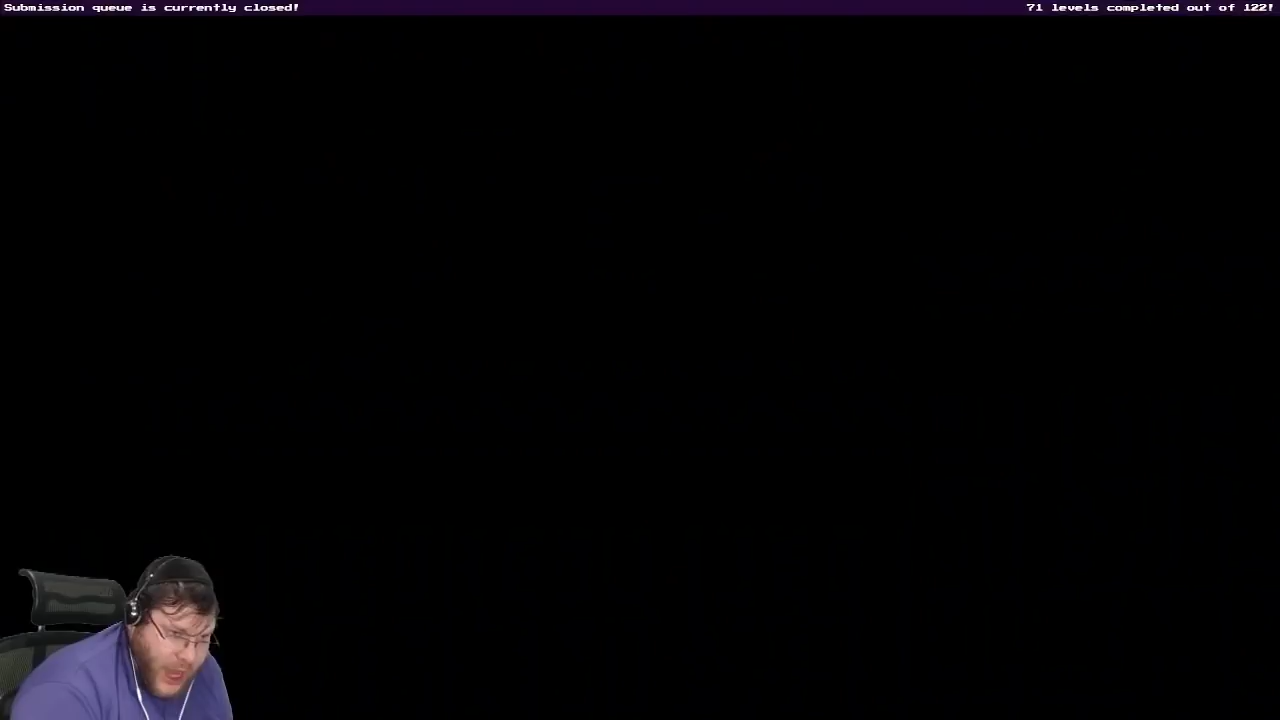 Submission queue is currently closed!
71 levels completed out of 122!